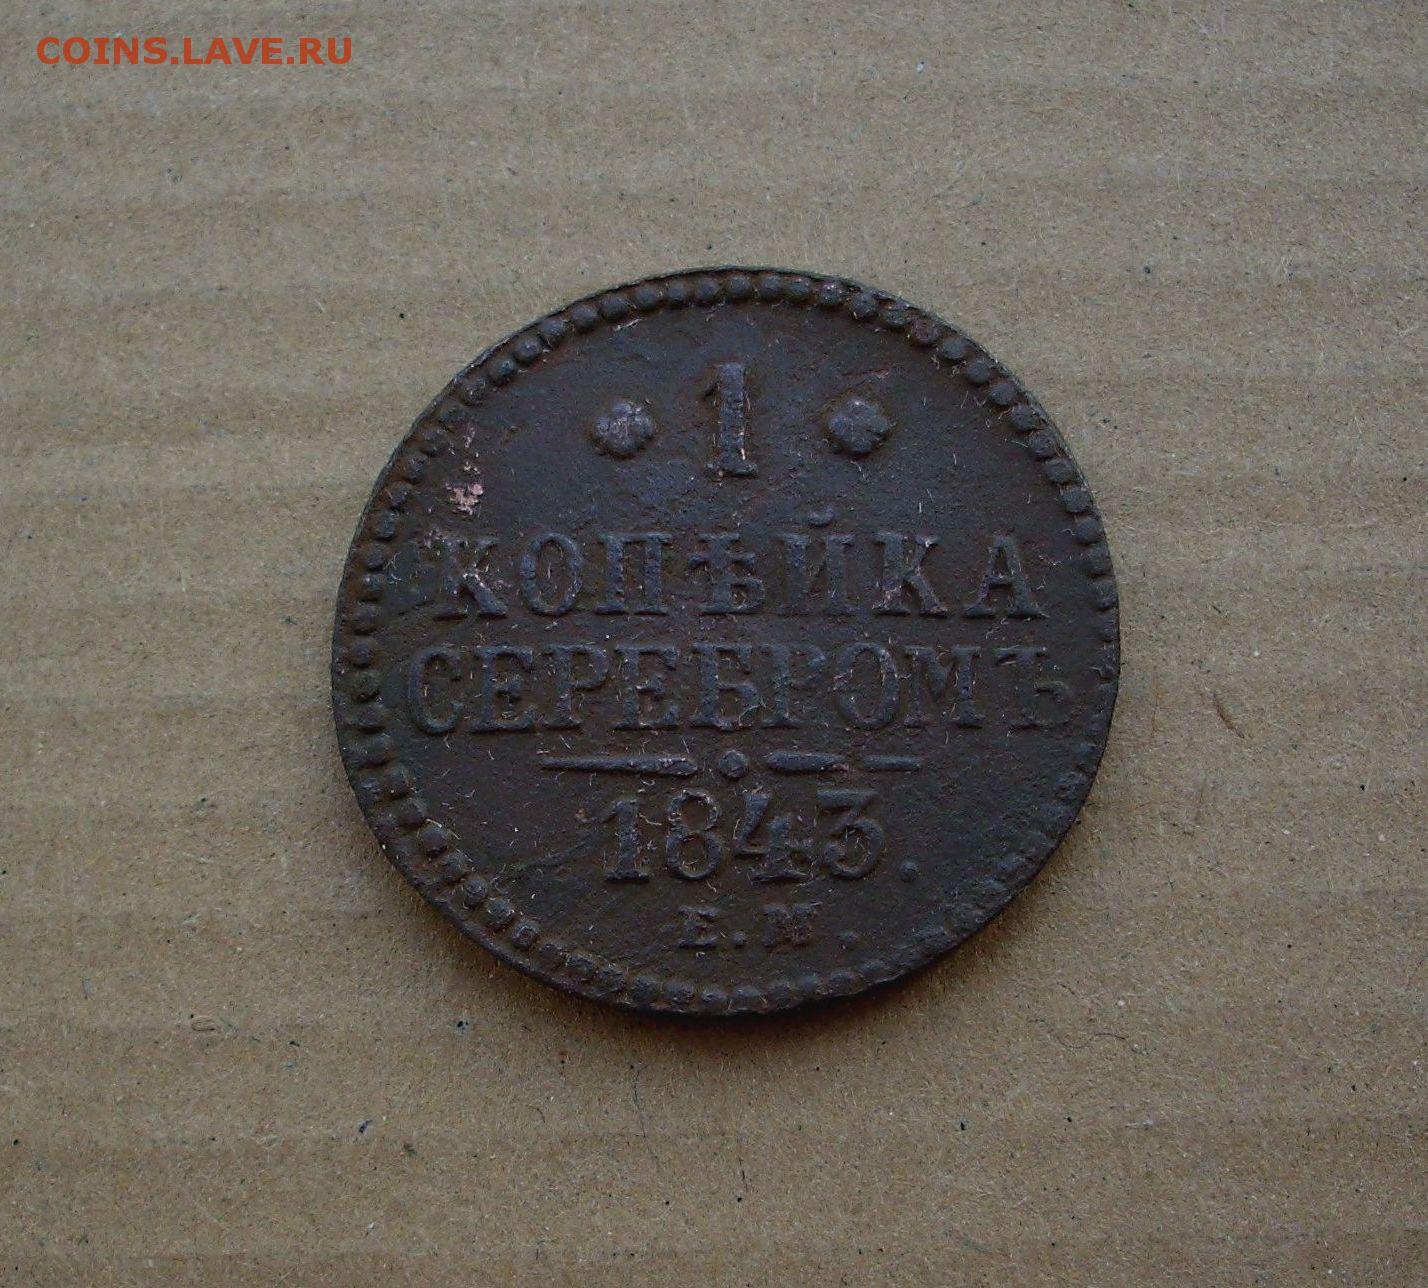 COINS.LAVE.RU
1
КОПѢЙКА
СЕРЕБРОМЪ
1843.
Е.М.